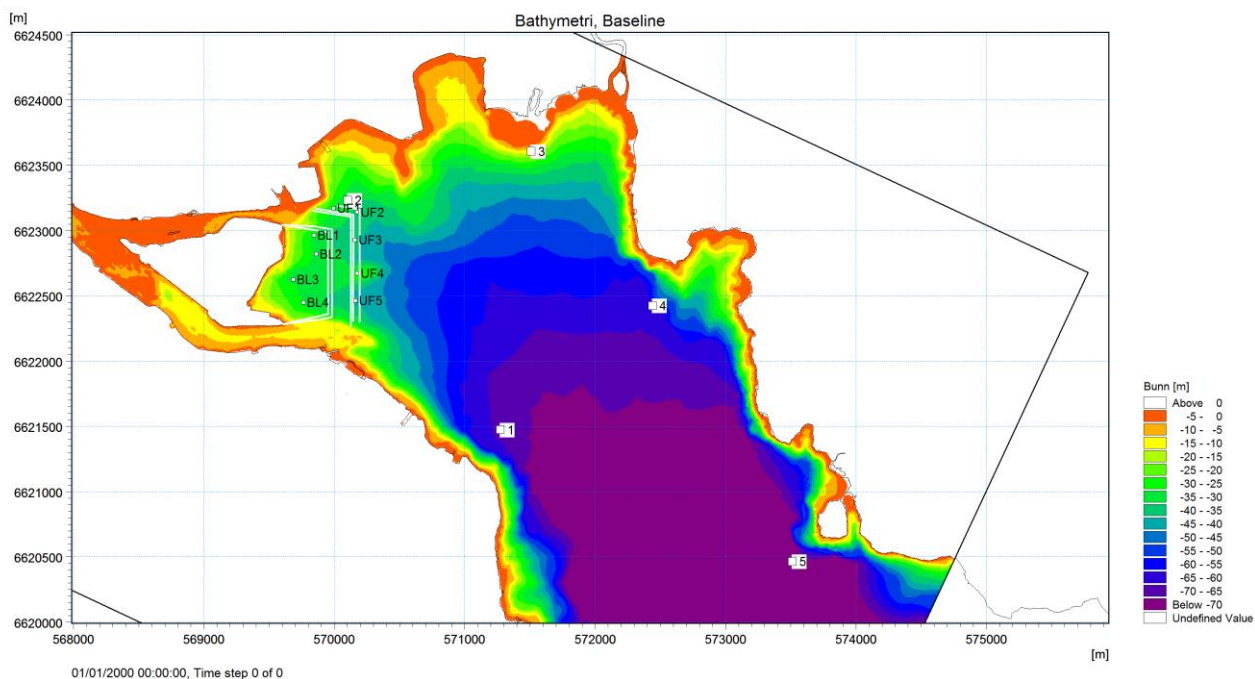 Bathymetri, Baseline
[m]
6624500
6624000
6623500
6623000
6622500
6622000
6621500
6621000
6620500
6620000
3
2
UF1
UF2
BL1
UF3
BL2
UF4
BL3
BL4
UF5
4
1
5
568000
569000
570000
571000
572000
573000
574000
575000
[m]
Bunn [m]
Above 0
-5 - 0
-10 - -5
-15 - -10
-20 - -15
-25 - -20
-30 - -25
-35 - -30
-40 - -35
-45 - -40
-50 - -45
-55 - -50
-60 - -55
-65 - -60
-70 - -65
Below -70
Undefined Value
01/01/2000 00:00:00, Time step 0 of 0